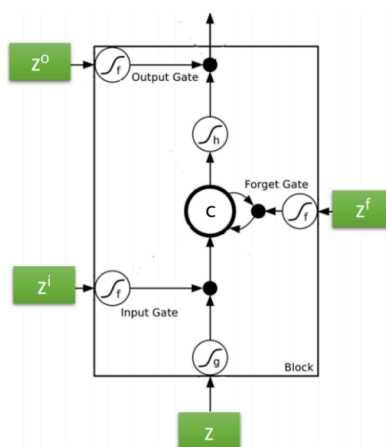 z^o
f
Output Gate
h
Forget Gate
c
f
z^f
z^i
f
Input Gate
g
Block
z